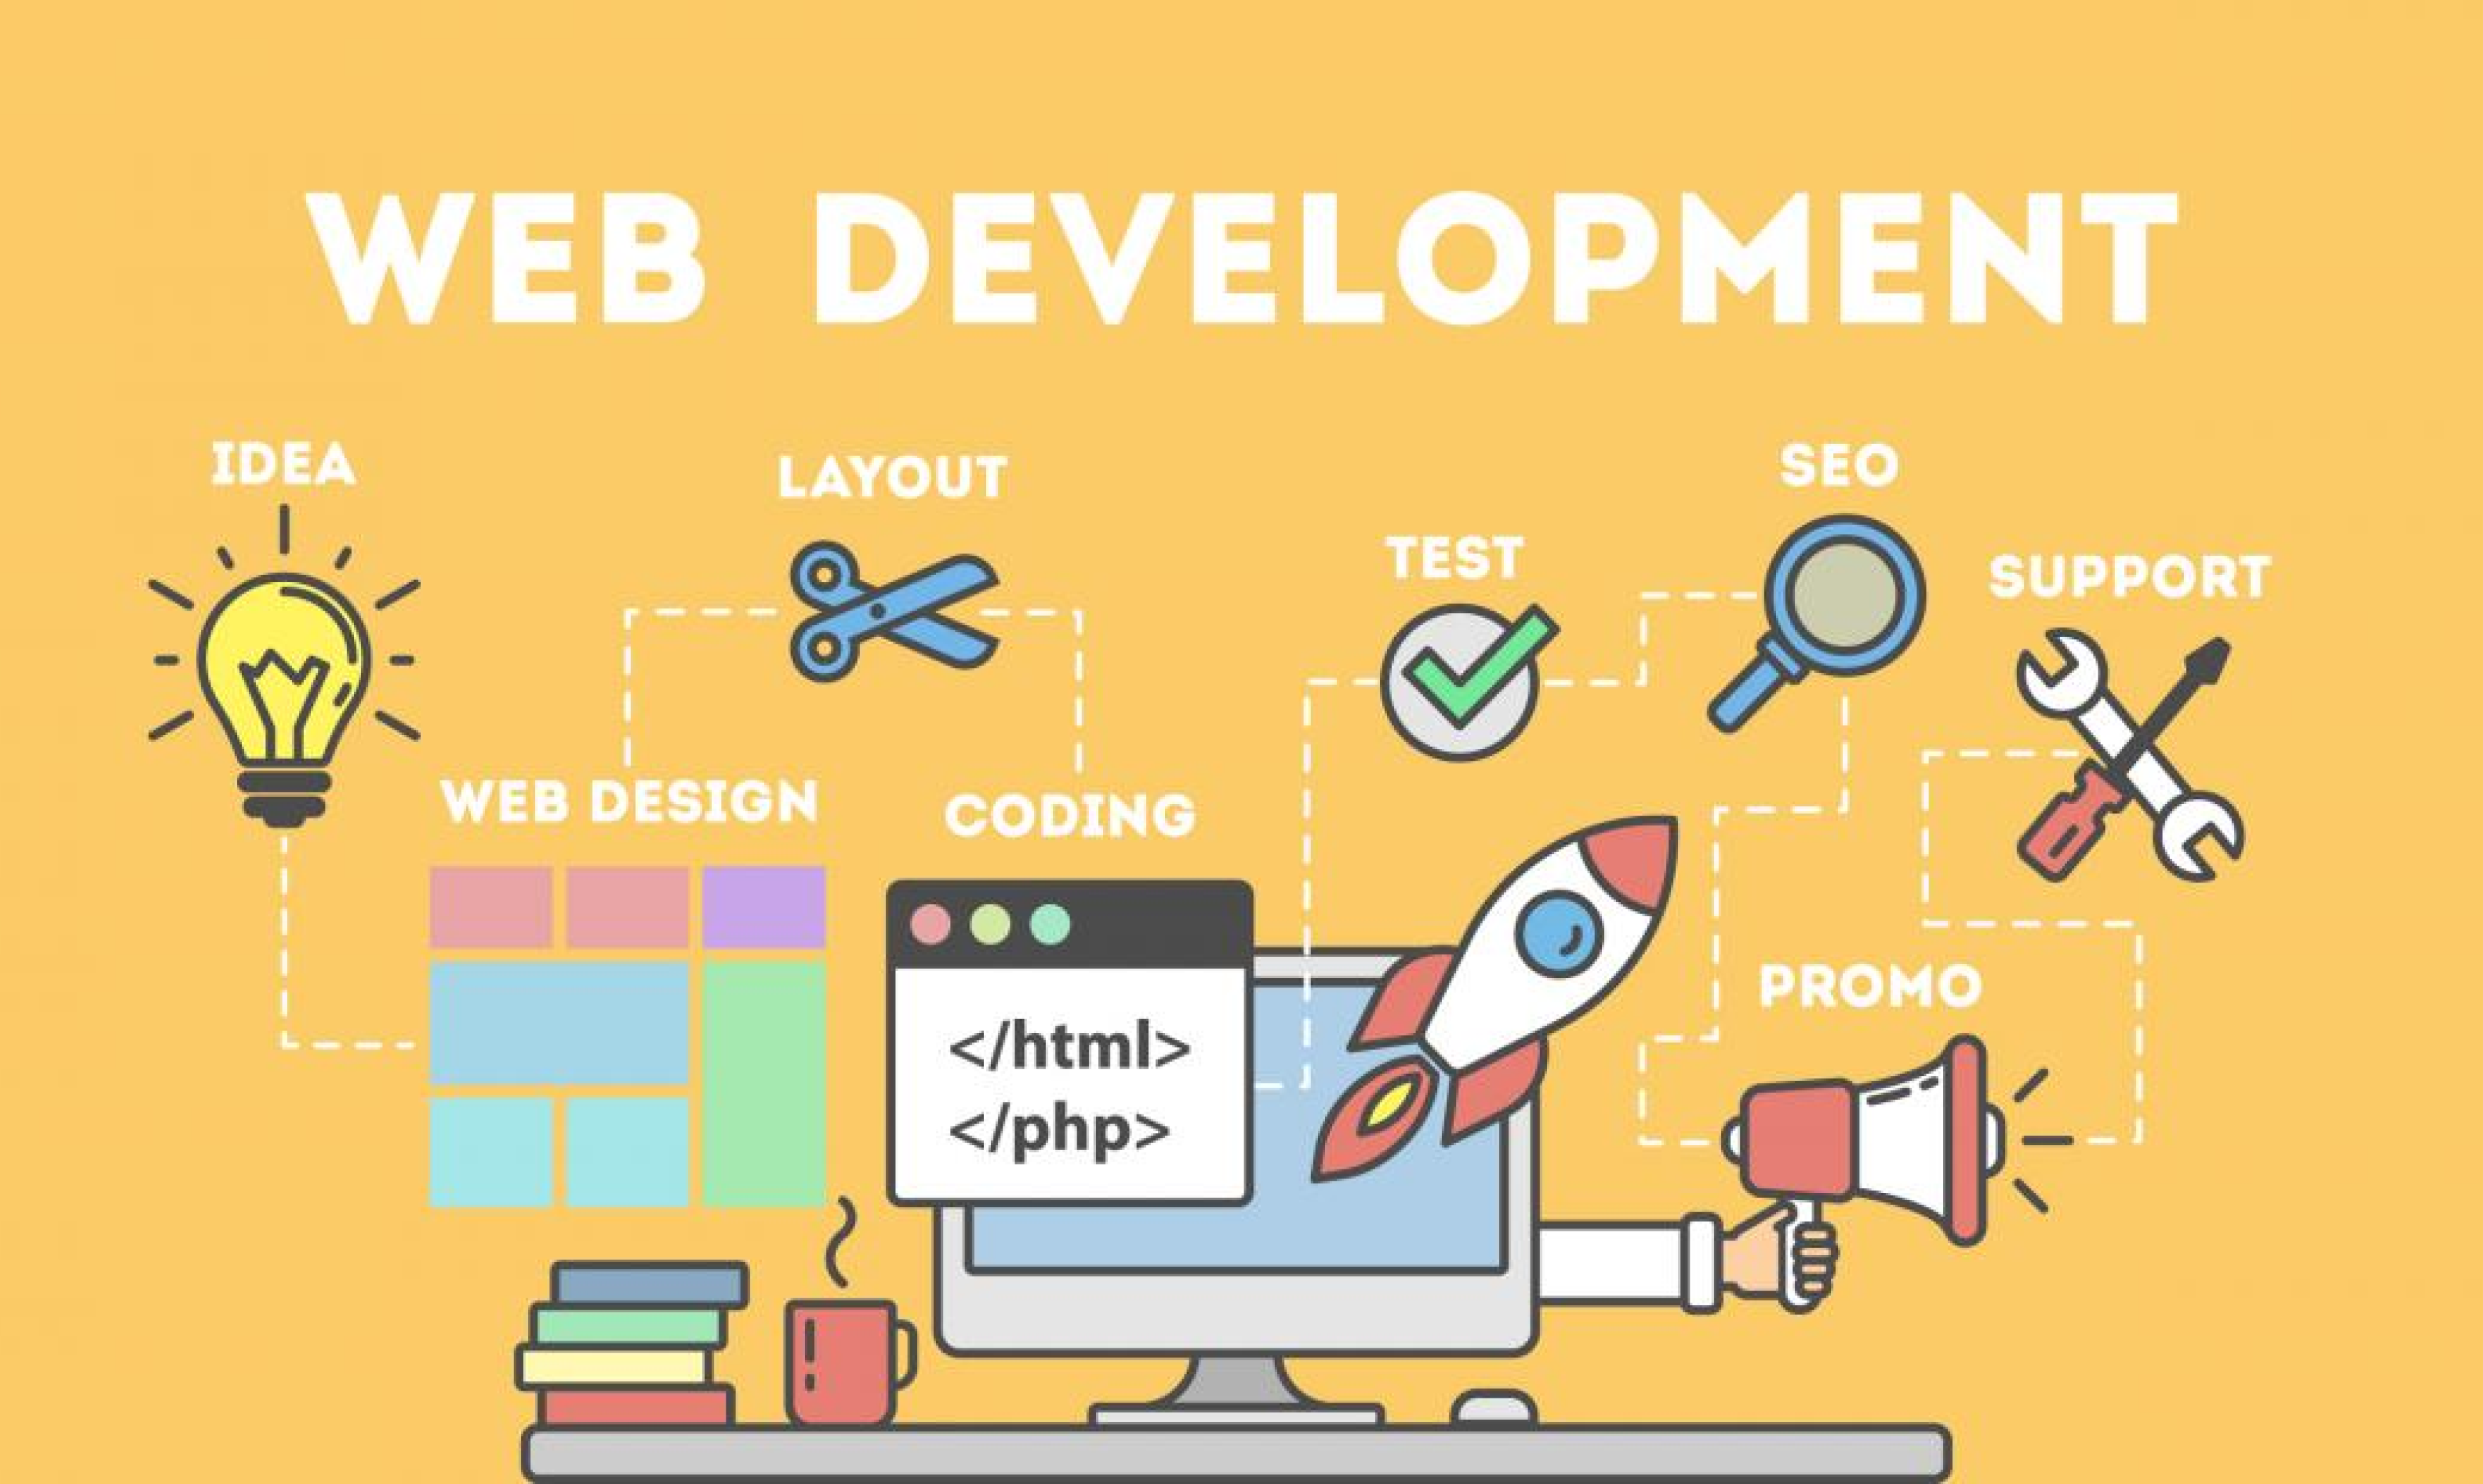 WEB DEVELOPMENT
IDEA
WEB DESIGN
LAYOUT
CODING
</html>
</php>
TEST
SEO
PROMO
SUPPORT